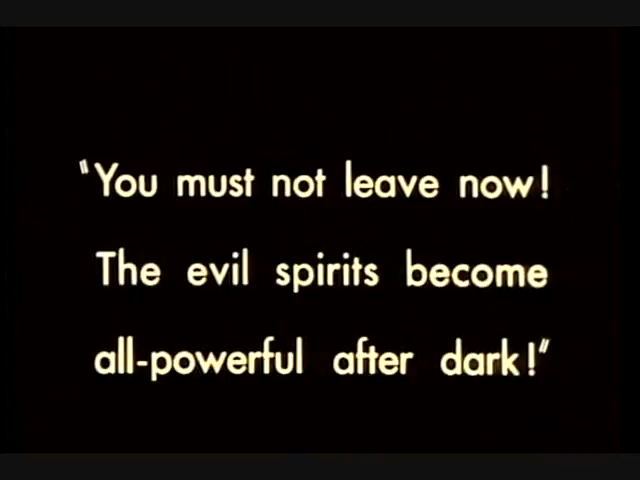 "You must not leave now!
The evil spirits become
all-powerful after dark!"